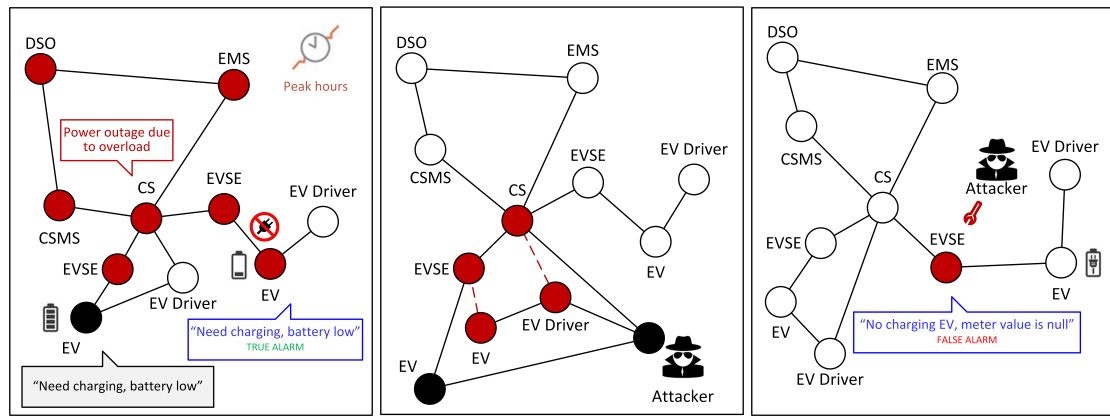 DSO
EMS
Peak hours
Power outage due
to overload
CS
EVSE
EV Driver
CSMS
EVSE
EV Driver
EV
EV
“Need charging, battery low”
TRUE ALARM
“Need charging, battery low”
DSO
EMS
CSMS
EVSE
EV Driver
CS
EV
EVSE
EV Driver
EV
EV
Attacker
DSO
EMS
CSMS
EV Driver
CS
Attacker
EVSE
EVSE
EV
EV
“No charging EV, meter value is null”
FALSE ALARM
EV Driver